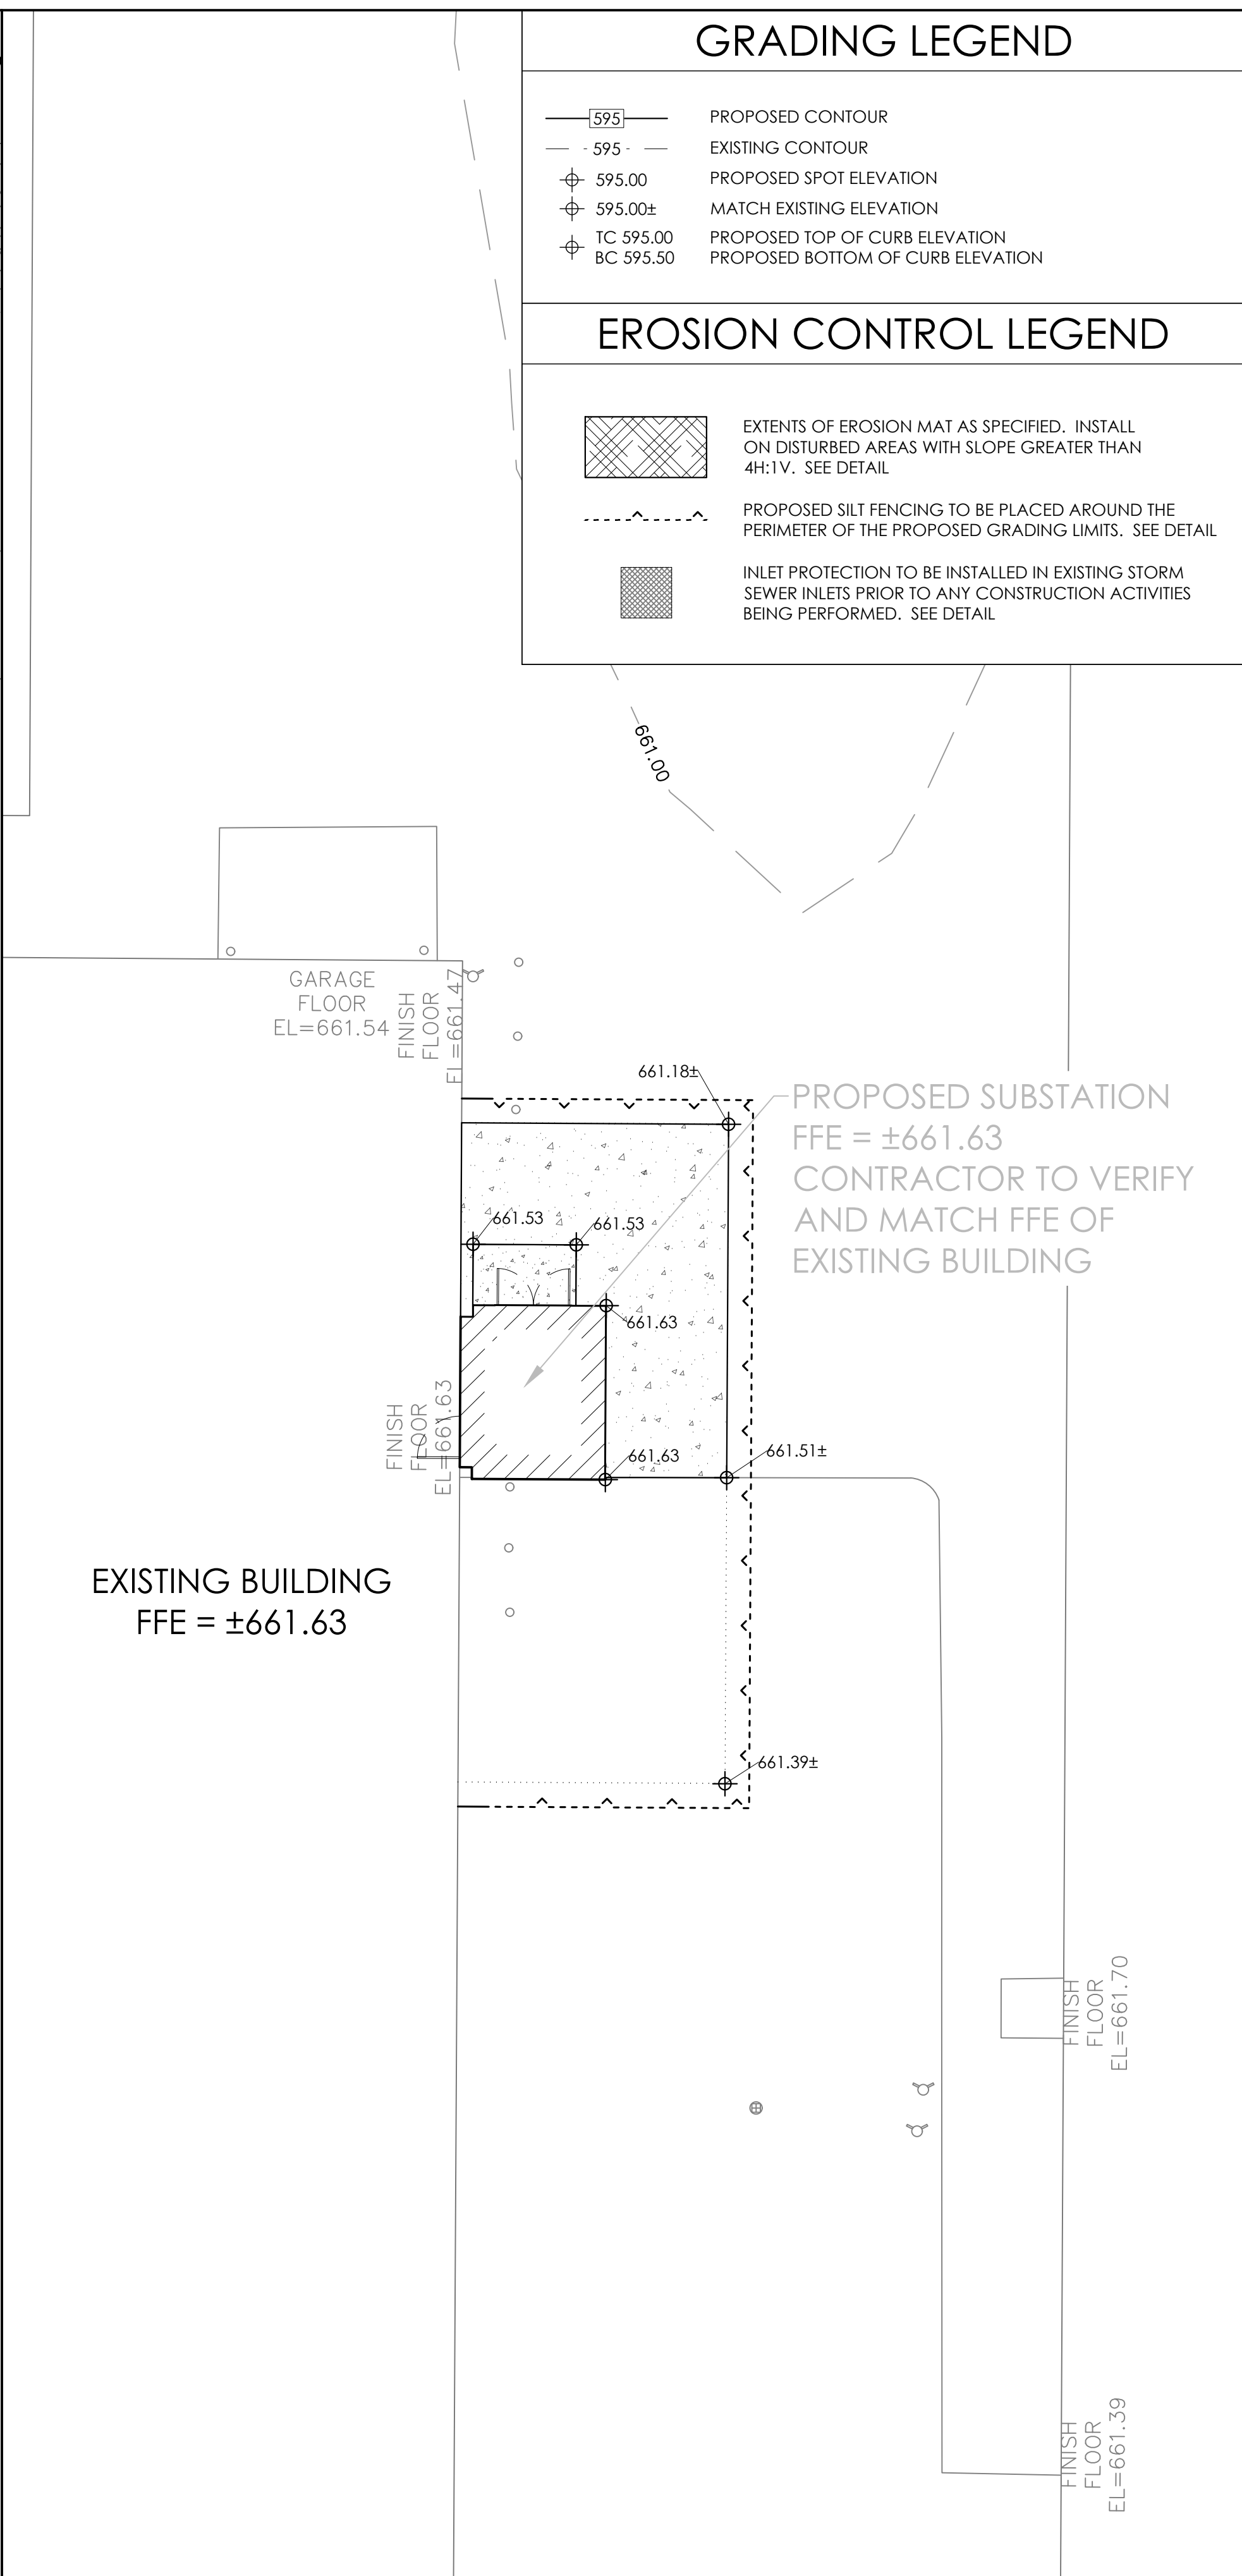 GRADING LEGEND
595
PROPOSED CONTOUR
595
EXISTING CONTOUR
595.00
PROPOSED SPOT ELEVATION
595.00±
MATCH EXISTING ELEVATION
TC 595.00
PROPOSED TOP OF CURB ELEVATION
BC 595.50
PROPOSED BOTTOM OF CURB ELEVATION
EROSION CONTROL LEGEND
EXTENTS OF EROSION MAT AS SPECIFIED. INSTALL
ON DISTURBED AREAS WITH SLOPE GREATER THAN
4H:1V. SEE DETAIL
PROPOSED SILT FENCING TO BE PLACED AROUND THE
PERIMETER OF THE PROPOSED GRADING LIMITS. SEE DETAIL
INLET PROTECTION TO BE INSTALLED IN EXISTING STORM
SEWER INLETS PRIOR TO ANY CONSTRUCTION ACTIVITIES
BEING PERFORMED. SEE DETAIL
661.00
GARAGE
FLOOR
EL=661.54
FINISH
FLOOR
EL=661.47
661.18±
PROPOSED SUBSTATION
FFE = ±661.63
CONTRACTOR TO VERIFY
AND MATCH FFE OF
EXISTING BUILDING
661.53
661.53
661.63
FINISH
FLOOR
EL=661.63
661.63
661.51±
EXISTING BUILDING
FFE = ±661.63
661.39±
FINISH
FLOOR
EL=661.70
FINISH
FLOOR
EL=661.39